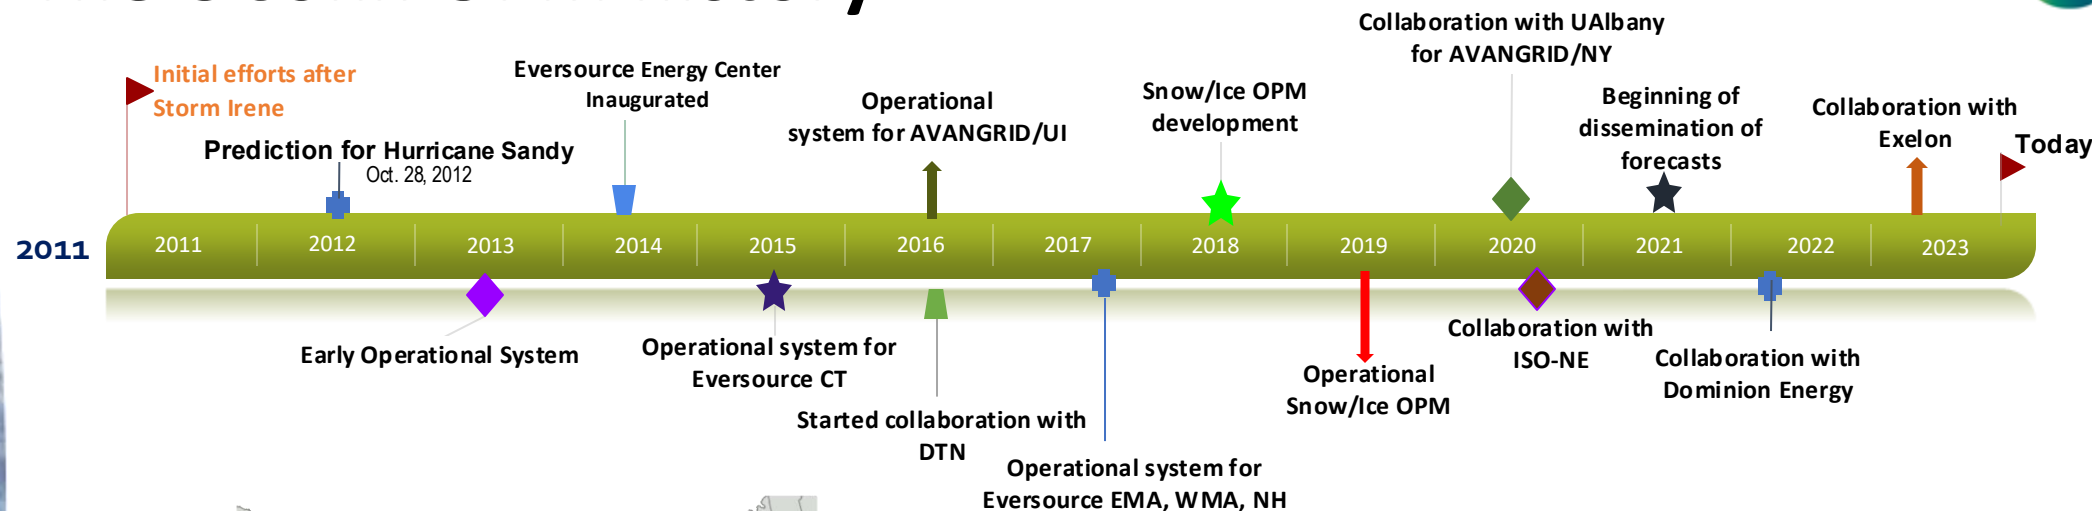 Initial efforts after
Storm Irene
Prediction for Hurricane Sandy
Oct. 28, 2012
Eversource Energy Center
Inaugurated
Operational
system for AVANGRID/UI
Snow/Ice OPM
development
Collaboration with UAlbany
for AVANGRID/NY
Beginning of
dissemination of
forecasts
Collaboration with
Exelon
Today
2011
2011
2012
2013
2014
2015
2016
2017
2018
2019
2020
2021
2022
2023
Early Operational System
Operational system for
Eversource CT
Started collaboration with
DTN
Operational system for
Eversource EMA, WMA, NH
Operational
Snow/Ice OPM
Collaboration with
ISO-NE
Collaboration with
Dominion Energy